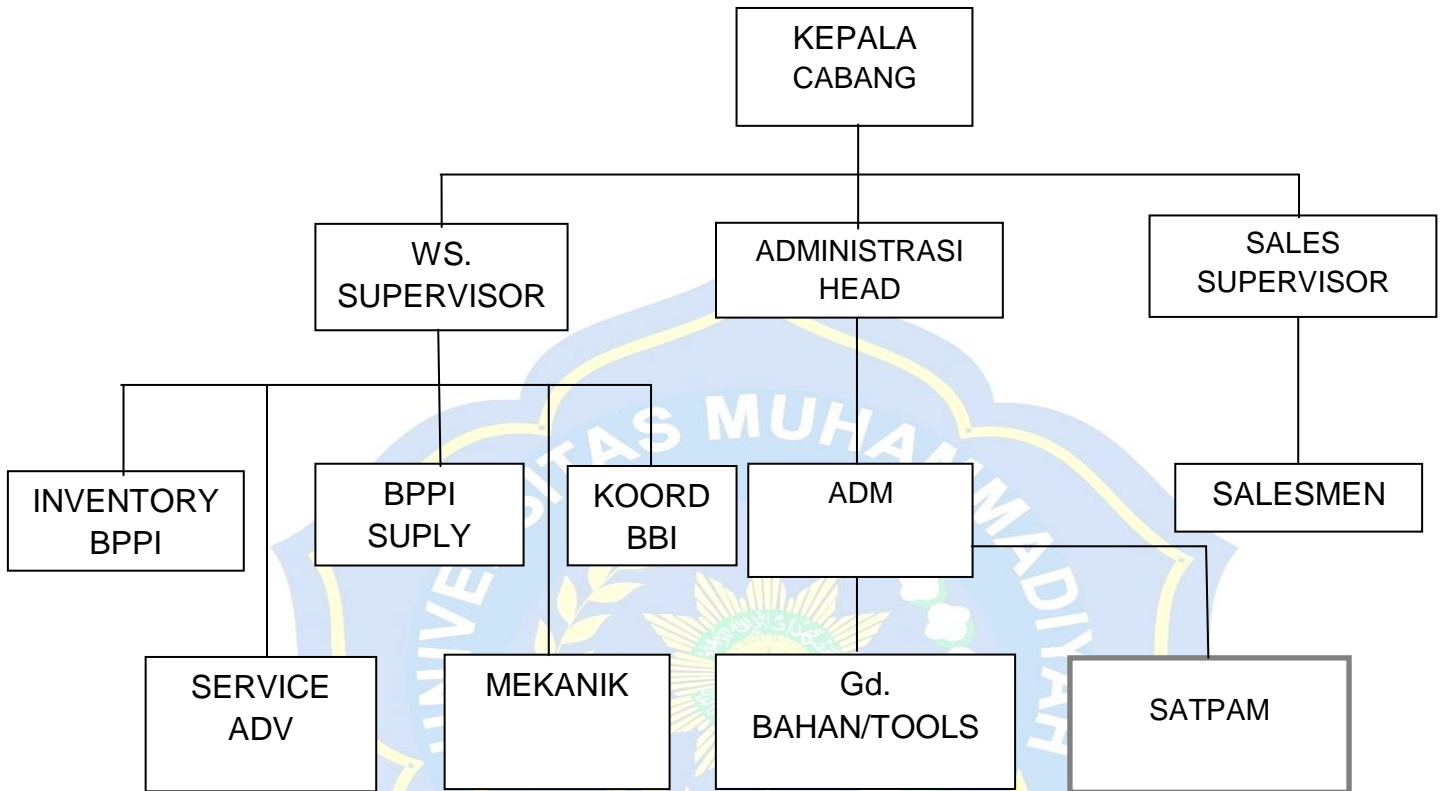 KEPALA
CABANG
WS.
SUPERVISOR
ADMINISTRASI
HEAD
SALES
SUPERVISOR
INVENTORY
BPPI
BPPI
SUPLY
KOORD
BBI
ADM
SALESMEN
SERVICE
ADV
MEKANIK
Gd.
BAHAN/TOOLS
SATPAM
MUHAMMADIYAH